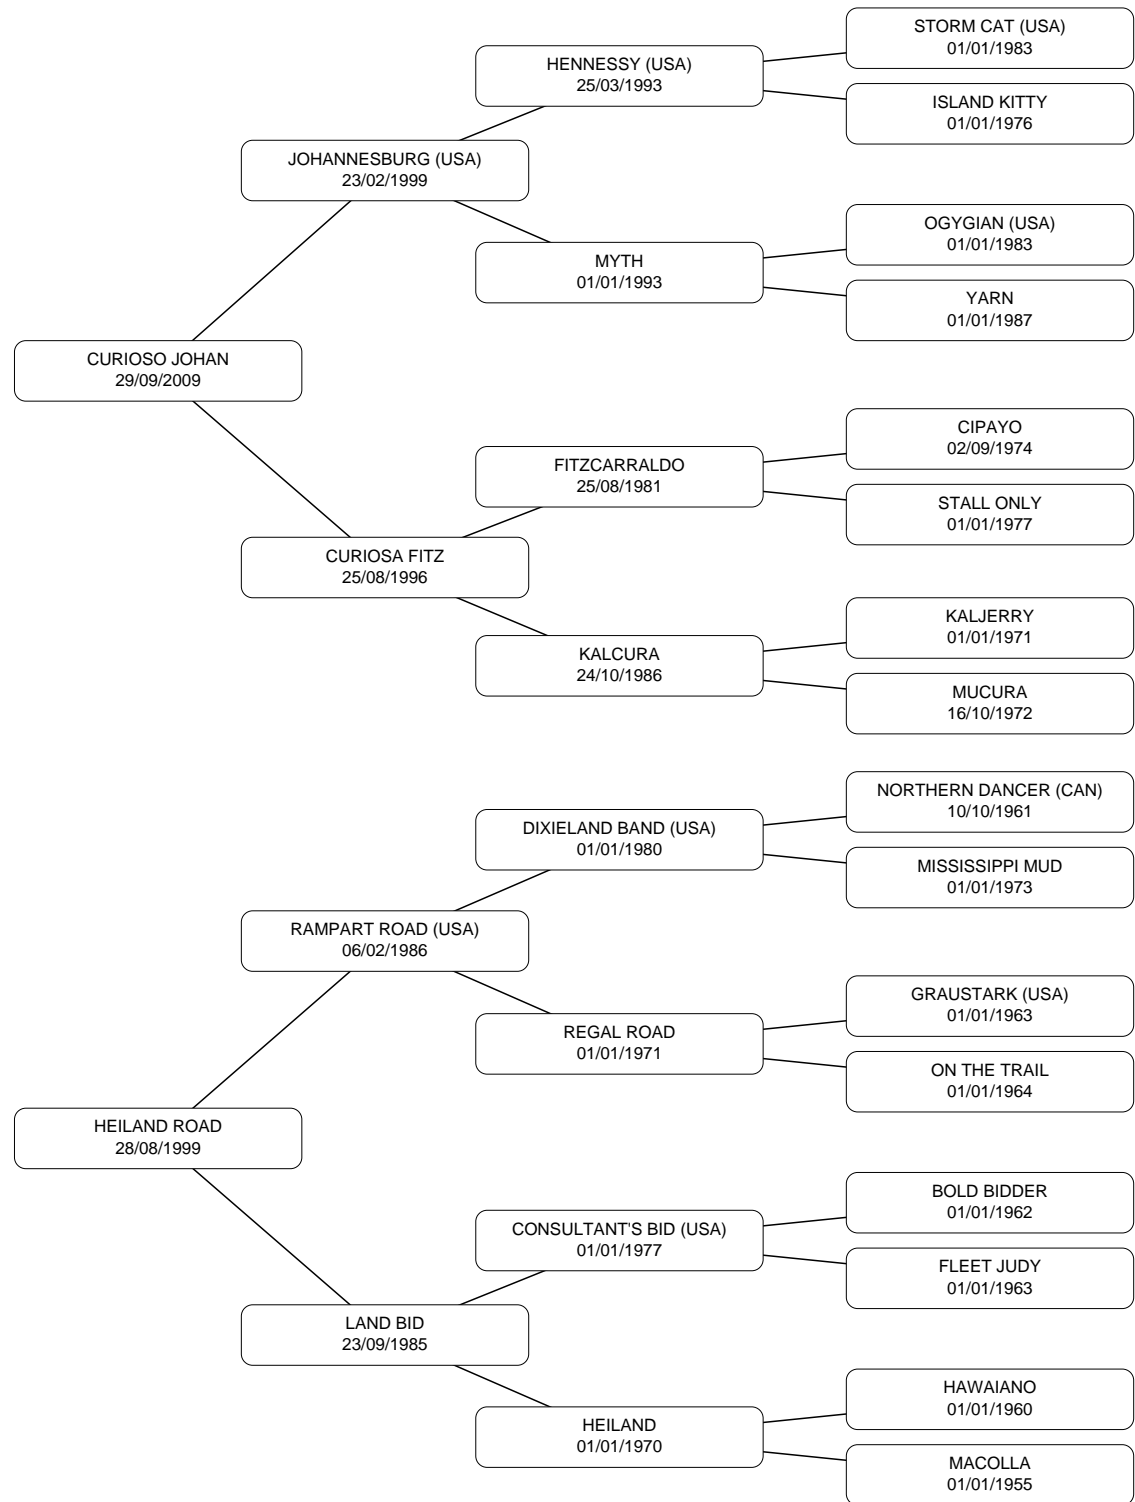 STORM CAT (USA)
01/01/1983
HENNESSY (USA)
25/03/1993
ISLAND KITTY
01/01/1976
JOHANNESBURG (USA)
23/02/1999
OGYGIAN (USA)
01/01/1983
MYTH
01/01/1993
YARN
01/01/1987
CURIOSO JOHAN
29/09/2009
CIPAYO
02/09/1974
FITZCARRALDO
25/08/1981
STALL ONLY
01/01/1977
CURIOSA FITZ
25/08/1996
KALJERRY
01/01/1971
KALCURA
24/10/1986
MUCURA
16/10/1972
NORTHERN DANCER (CAN)
10/10/1961
DIXIELAND BAND (USA)
01/01/1980
MISSISSIPPI MUD
01/01/1973
RAMPART ROAD (USA)
06/02/1986
GRAUSTARK (USA)
01/01/1963
REGAL ROAD
01/01/1971
ON THE TRAIL
01/01/1964
HEILAND ROAD
28/08/1999
BOLD BIDDER
01/01/1962
CONSULTANT'S BID (USA)
01/01/1977
FLEET JUDY
01/01/1963
LAND BID
23/09/1985
HAWAIANO
01/01/1960
HEILAND
01/01/1970
MACOLLA
01/01/1955